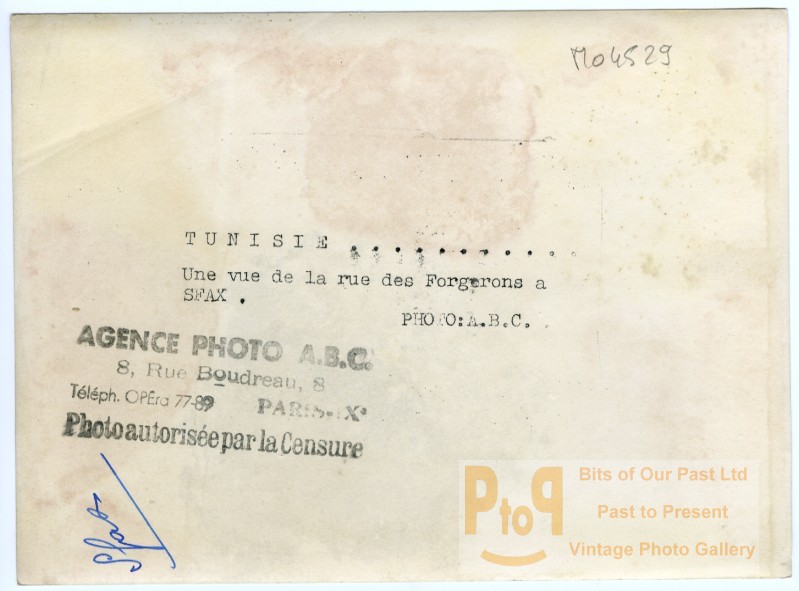 M04529
T U N I S I E . . . . . . . . . . .
Une vue de la rue des Forgerons a
SFAX .
PHOTO:A.B.C. .
AGENCE PHOTO A.B.C.
8, Rue Boudreau, 8
Téléph. OPÉra 77-89 PARIS-IXe
Photo autorisée par la Censure
Sfax
PtoP
Bits of Our Past Ltd
Past to Present
Vintage Photo Gallery